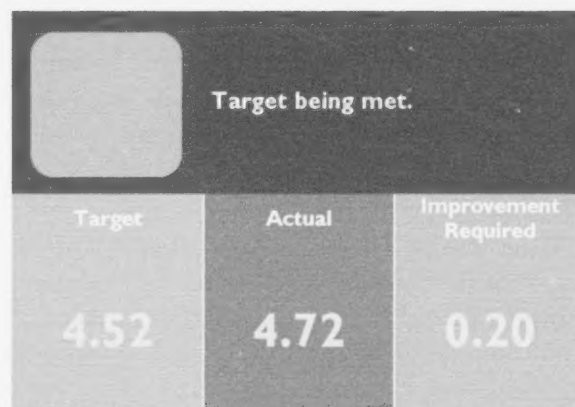 Target being met.
Target
Actual
Improvement
Required
4.52
4.72
0.20